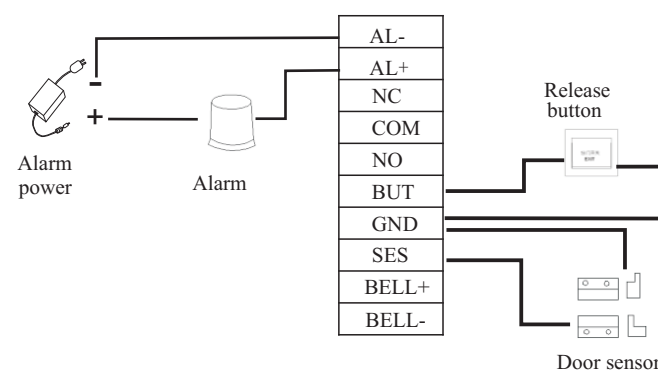 AL-
AL+
NC
COM
NO
BUT
GND
SES
BELL+
BELL-
-
+
Alarm
power
Alarm
Release
button
Door sensor